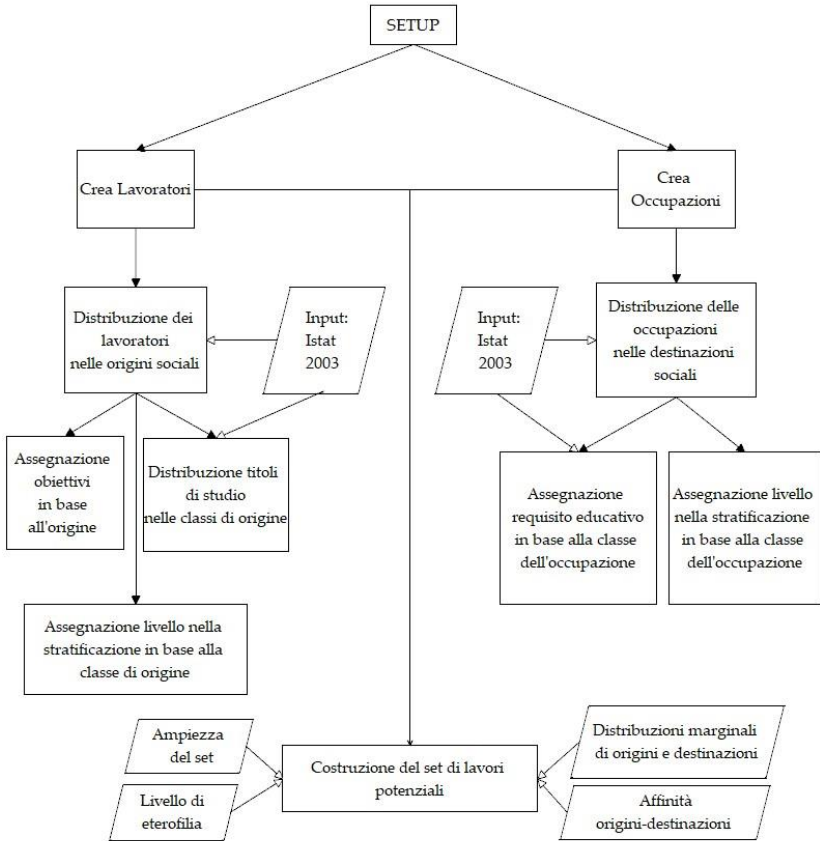 SETUP
Crea Lavoratori
Crea
Occupazioni
Distribuzione dei
lavoratori
nelle origini sociali
Input:
Istat
2003
Input:
Istat
2003
Distribuzione delle
occupazioni
nelle destinazioni
sociali
Assegnazione
obiettivi
in base
all'origine
Distribuzione titoli
di studio
nelle classi di origine
Assegnazione
requisito educativo
in base alla classe
dell'occupazione
Assegnazione livello
nella stratificazione
in base alla classe
dell'occupazione
Assegnazione livello nella
stratificazione in base alla
classe di origine
Ampiezza
del set
Livello di
eterofilia
Costruzione del set di lavori
potenziali
Distribuzioni marginali
di origini e destinazioni
Affinità
origini-destinazioni